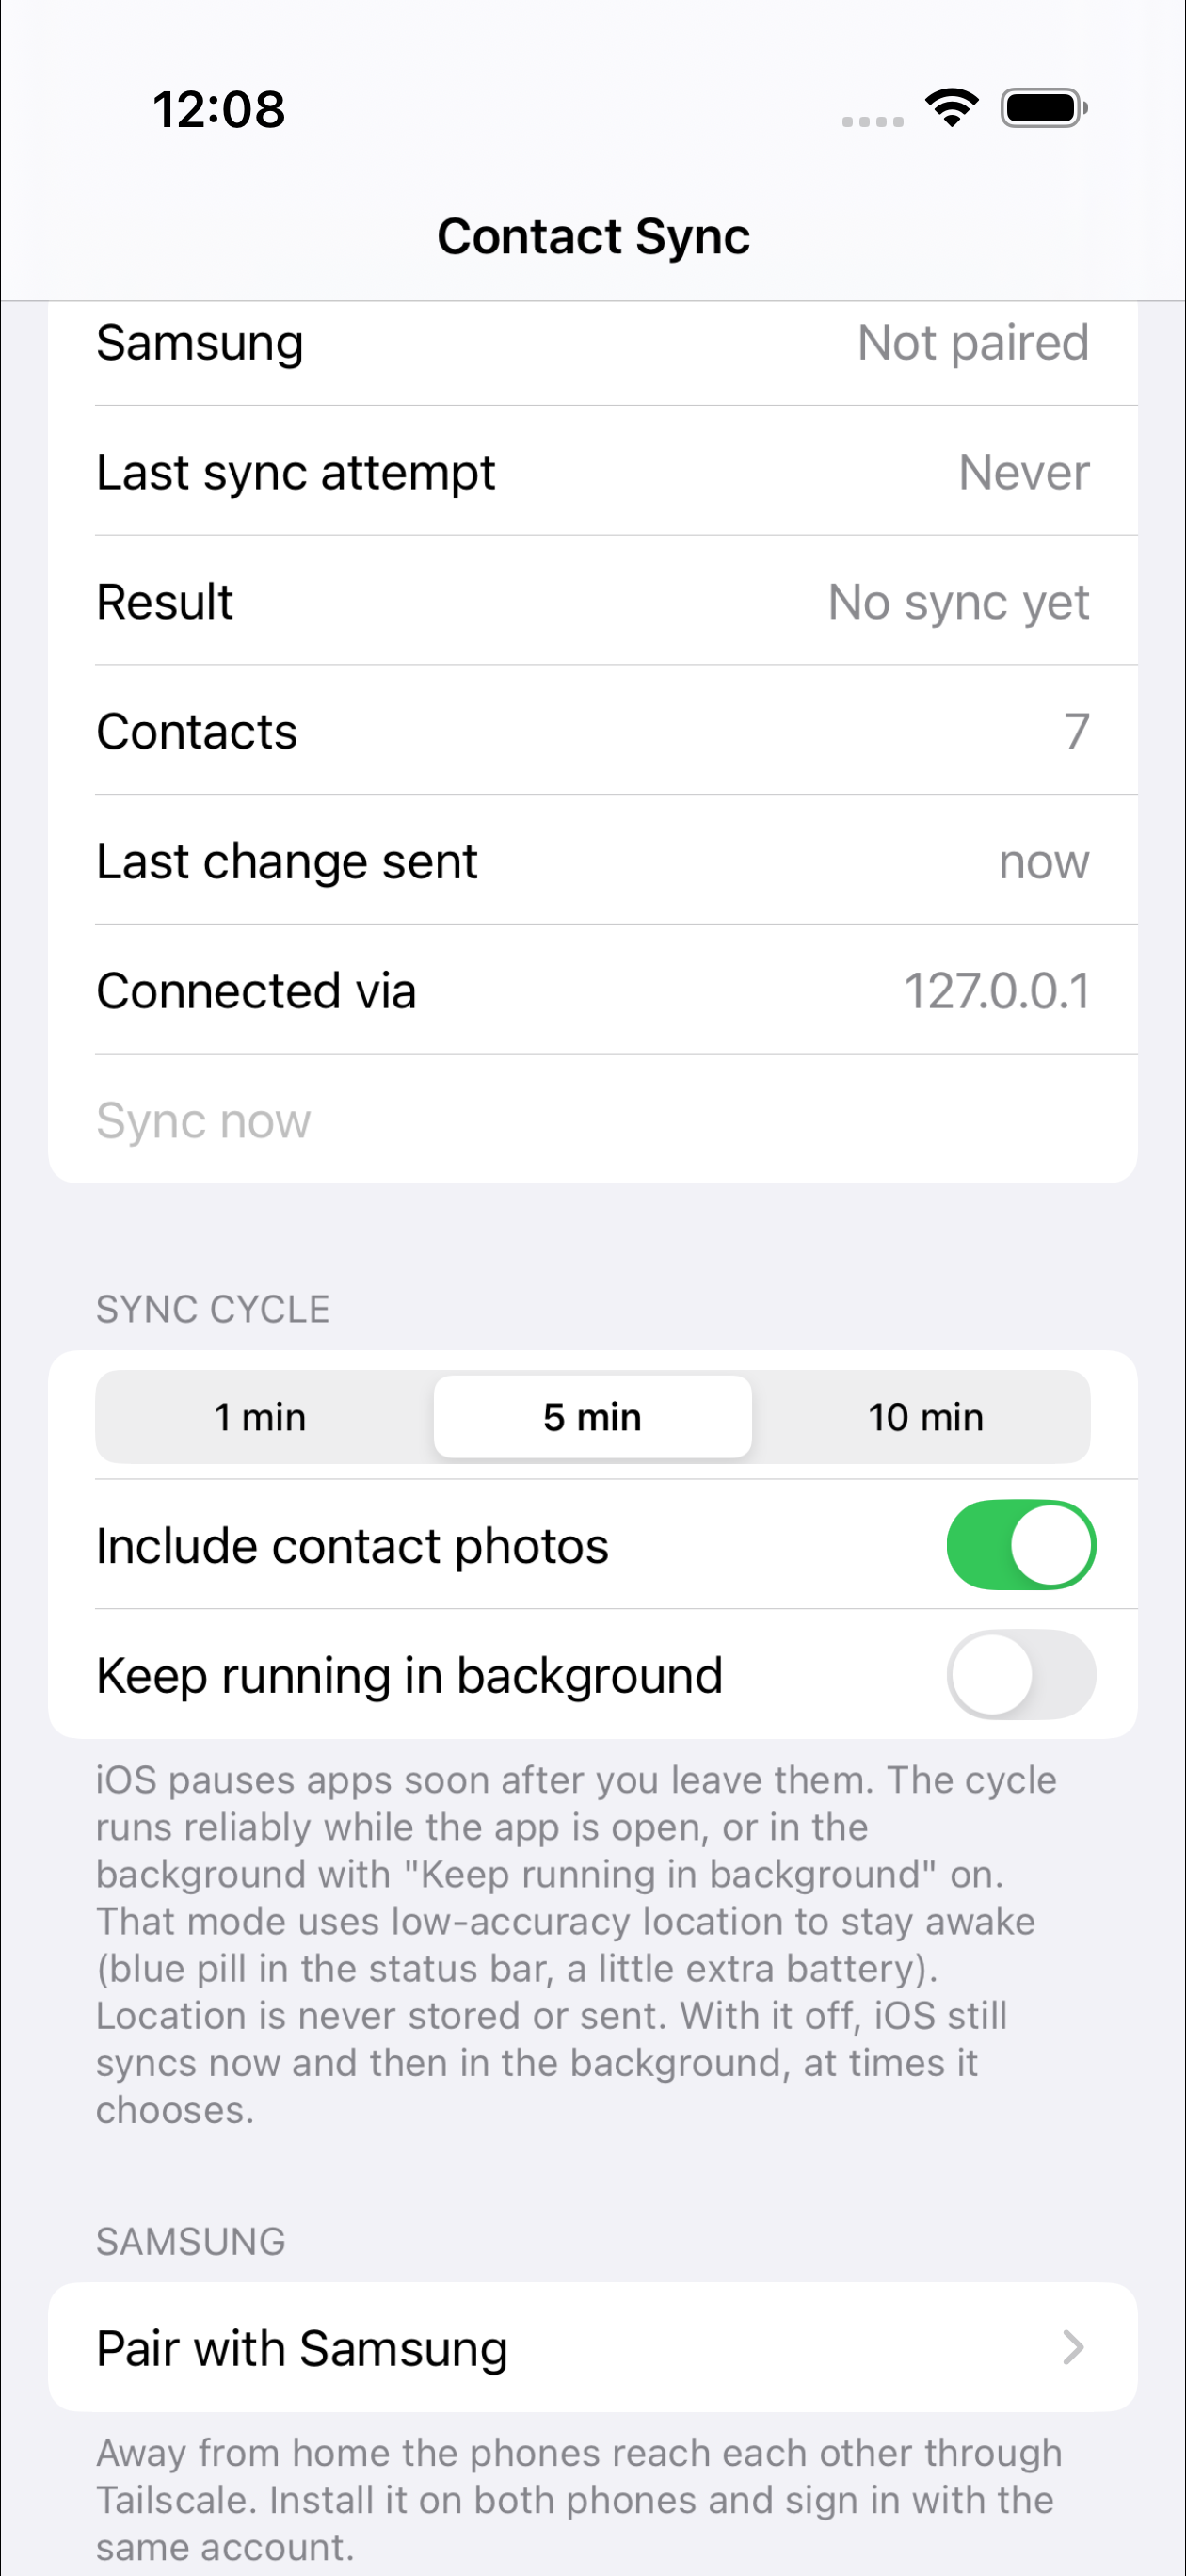 12:08
Contact Sync
Samsung Not paired
Last sync attempt Never
Result No sync yet
Contacts 7
Last change sent now
Connected via 127.0.0.1
Sync now
SYNC CYCLE
1 min 5 min 10 min
Include contact photos
Keep running in background
iOS pauses apps soon after you leave them. The cycle
runs reliably while the app is open, or in the
background with "Keep running in background" on.
That mode uses low-accuracy location to stay awake
(blue pill in the status bar, a little extra battery).
Location is never stored or sent. With it off, iOS still
syncs now and then in the background, at times it
chooses.
SAMSUNG
Pair with Samsung
Away from home the phones reach each other through
Tailscale. Install it on both phones and sign in with the
same account.